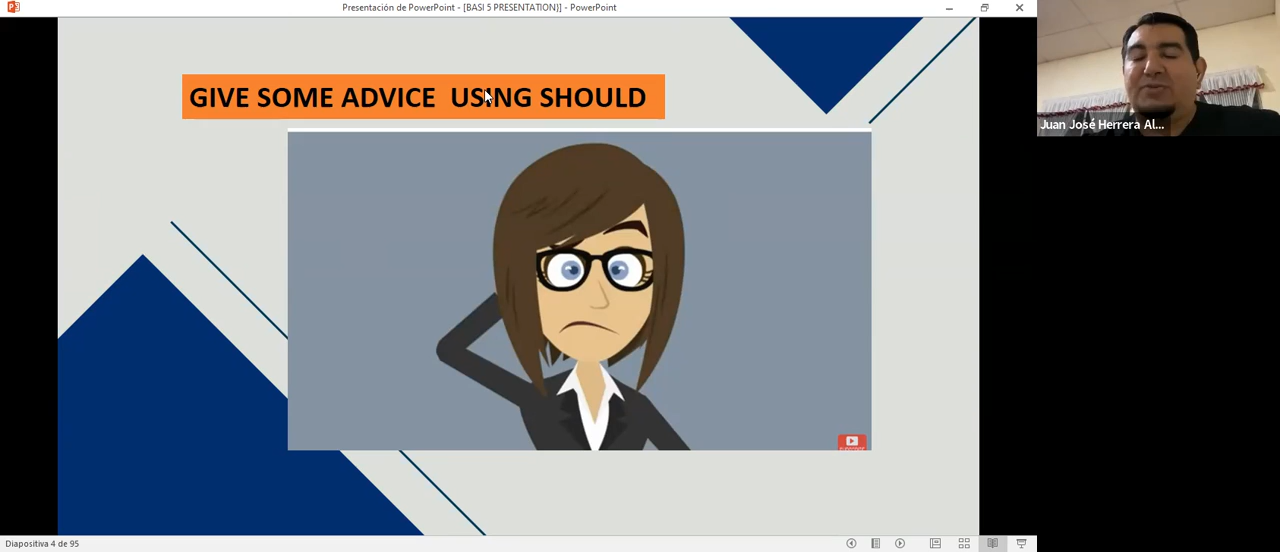 Presentación de PowerPoint - [BASI 5 PRESENTATION)] - PowerPoint
GIVE SOME ADVICE  USING SHOULD
Juan José Herrera Al...
Diapositiva 4 de 95